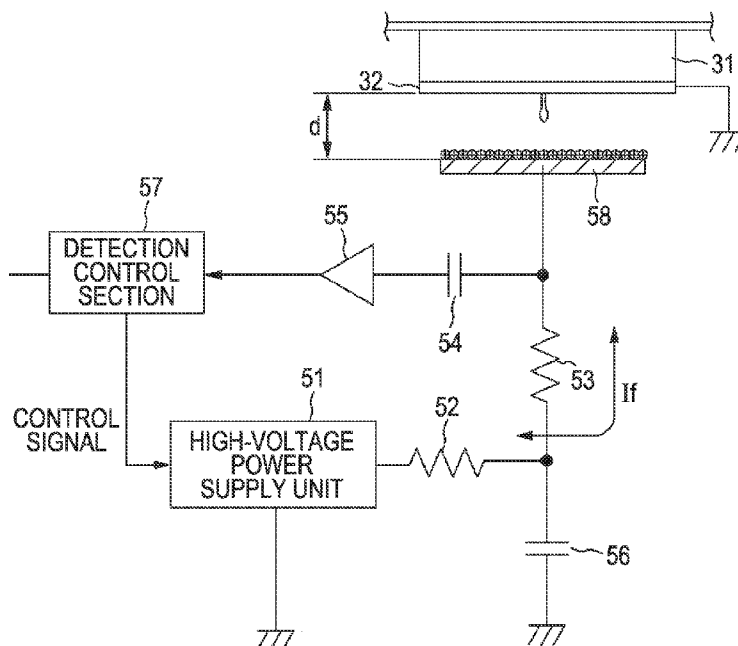 31
32
d
58
57
DETECTION
CONTROL
SECTION
55
54
53
If
51
52
CONTROL
SIGNAL
HIGH-VOLTAGE
POWER
SUPPLY UNIT
56